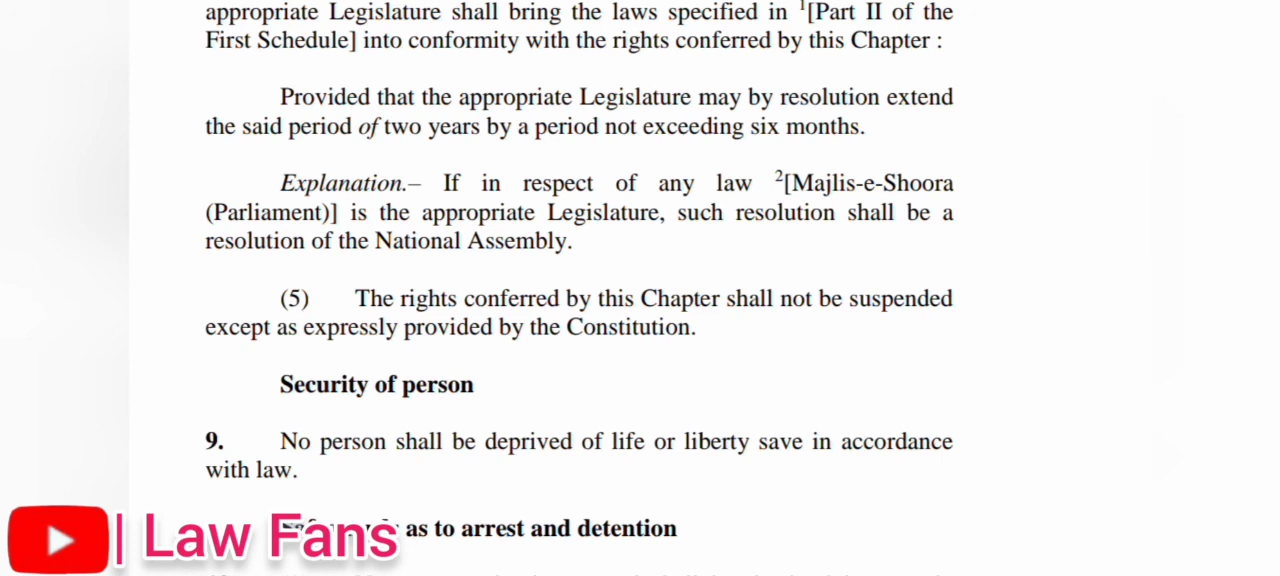 appropriate Legislature shall bring the laws specified in ¹[Part II of the
First Schedule] into conformity with the rights conferred by this Chapter :
Provided that the appropriate Legislature may by resolution extend
the said period of two years by a period not exceeding six months.
Explanation.– If in respect of any law ²[Majlis-e-Shoora
(Parliament)] is the appropriate Legislature, such resolution shall be a
resolution of the National Assembly.
(5) The rights conferred by this Chapter shall not be suspended
except as expressly provided by the Constitution.
Security of person
9. No person shall be deprived of life or liberty save in accordance
with law.
as to arrest and detention
| Law Fans